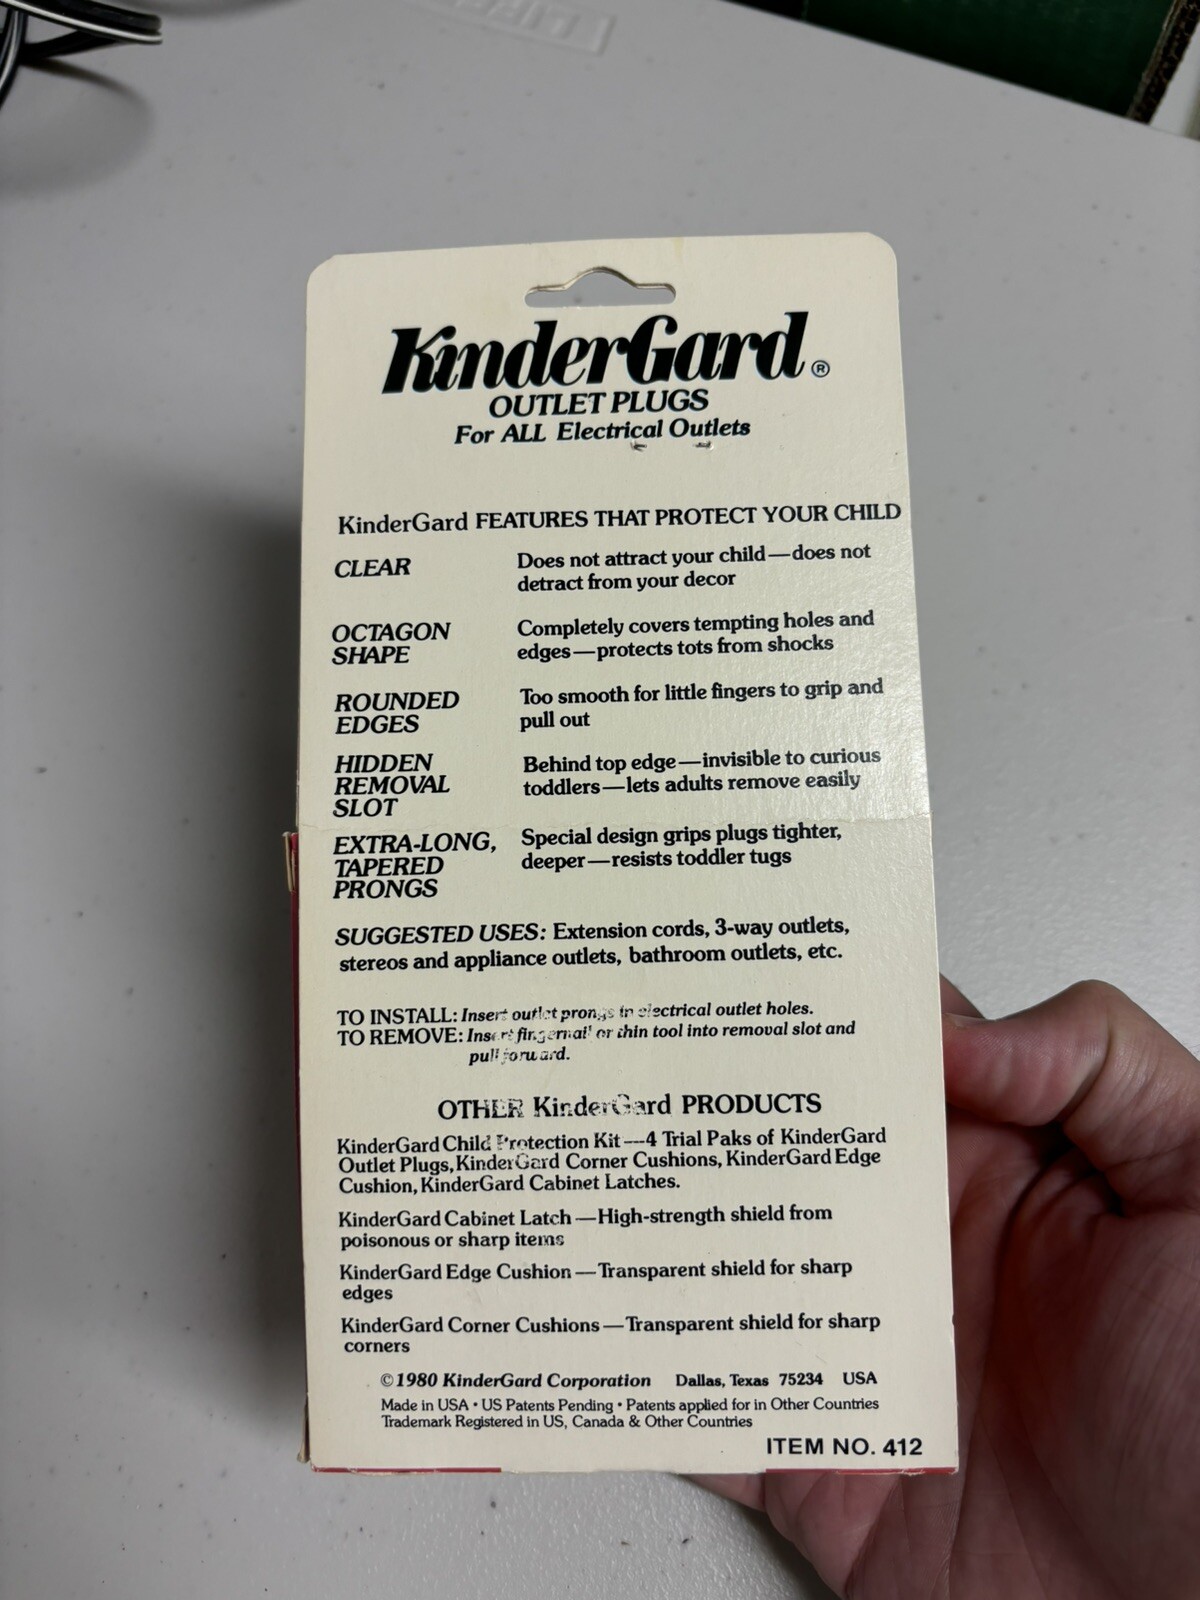 KinderGard®
OUTLET PLUGS
For ALL Electrical Outlets
KinderGard FEATURES THAT PROTECT YOUR CHILD
CLEAR Does not attract your child—does not
detract from your decor
OCTAGON Completely covers tempting holes and
SHAPE edges—protects tots from shocks
ROUNDED Too smooth for little fingers to grip and
EDGES pull out
HIDDEN Behind top edge—invisible to curious
REMOVAL toddlers—lets adults remove easily
SLOT
EXTRA-LONG, Special design grips plugs tighter,
TAPERED deeper—resists toddler tugs
PRONGS
SUGGESTED USES: Extension cords, 3-way outlets,
stereos and appliance outlets, bathroom outlets, etc.
TO INSTALL: Insert outlet prongs in electrical outlet holes.
TO REMOVE: Insert fingernail or thin tool into removal slot and
pull forward.
OTHER KinderGard PRODUCTS
KinderGard Child Protection Kit—4 Trial Paks of KinderGard
Outlet Plugs, KinderGard Corner Cushions, KinderGard Edge
Cushion, KinderGard Cabinet Latches.
KinderGard Cabinet Latch—High-strength shield from
poisonous or sharp items
KinderGard Edge Cushion—Transparent shield for sharp
edges
KinderGard Corner Cushions—Transparent shield for sharp
corners
©1980 KinderGard Corporation Dallas, Texas 75234 USA
Made in USA • US Patents Pending • Patents applied for in Other Countries
Trademark Registered in US, Canada & Other Countries
ITEM NO. 412